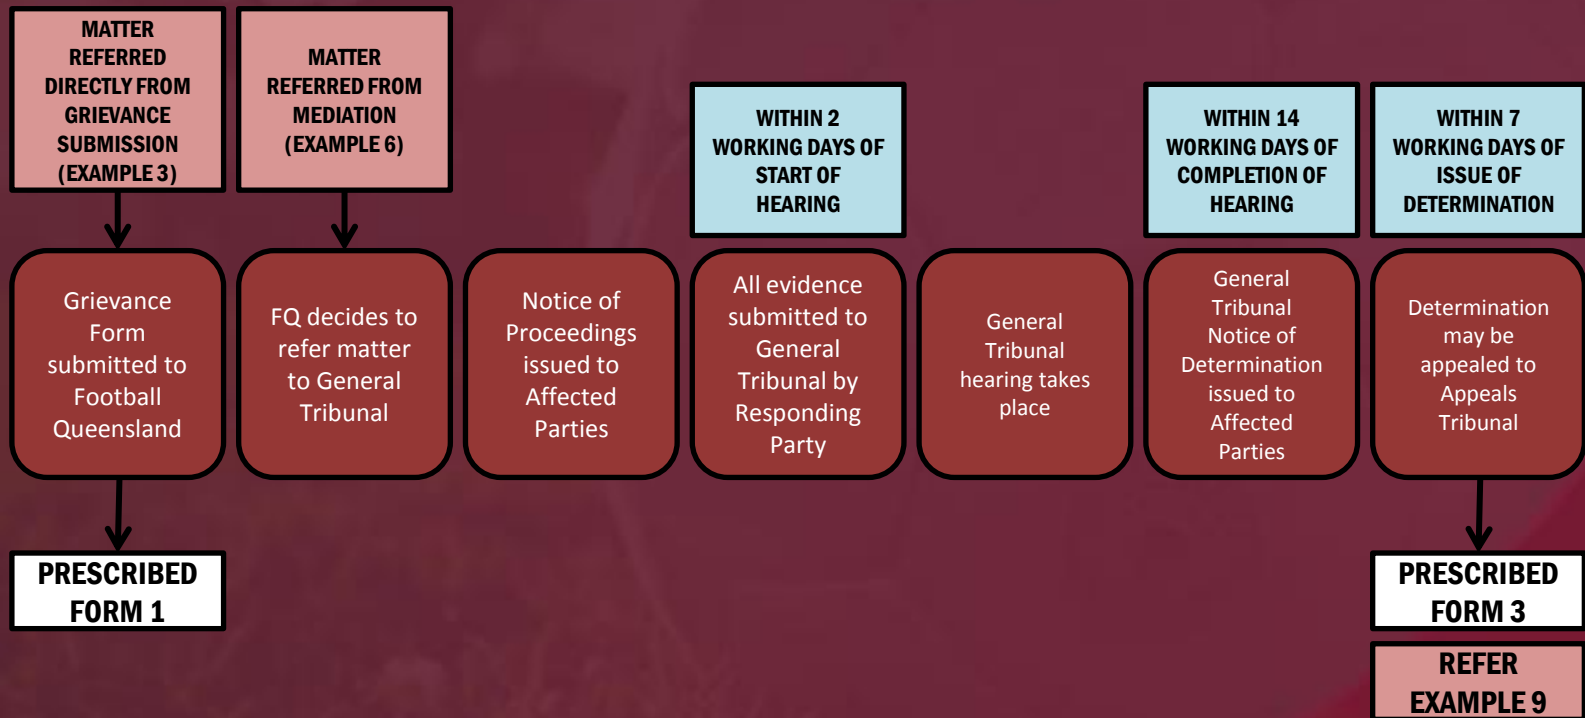 MATTER
REFERRED
DIRECTLY FROM
GRIEVANCE
SUBMISSION
(EXAMPLE 3)
MATTER
REFERRED FROM
MEDIATION
(EXAMPLE 6)
WITHIN 2
WORKING DAYS OF
START OF
HEARING
WITHIN 14
WORKING DAYS OF
COMPLETION OF
HEARING
WITHIN 7
WORKING DAYS OF
ISSUE OF
DETERMINATION
Grievance
Form
submitted to
Football
Queensland
FQ decides to
refer matter
to General
Tribunal
Notice of
Proceedings
issued to
Affected
Parties
All evidence
submitted to
General
Tribunal by
Responding
Party
General
Tribunal
hearing takes
place
General
Tribunal
Notice of
Determination
issued to
Affected
Parties
Determination
may be
appealed to
Appeals
Tribunal
PRESCRIBED
FORM 1
PRESCRIBED
FORM 3
REFER
EXAMPLE 9